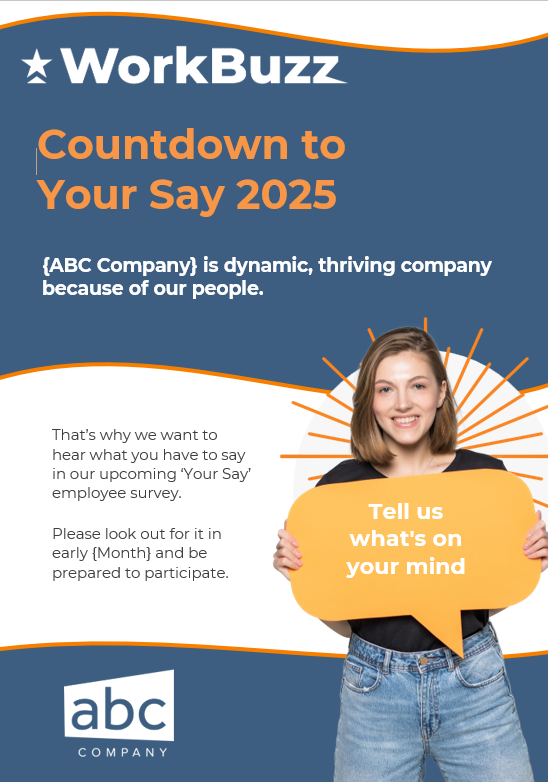 WorkBuzz
Countdown to
Your Say 2025
{ABC Company} is dynamic, thriving company
because of our people.
That’s why we want to
hear what you have to say
in our upcoming ‘Your Say’
employee survey.
Please look out for it in
early {Month} and be
prepared to participate.
Tell us
what's on
your mind
abc
COMPANY